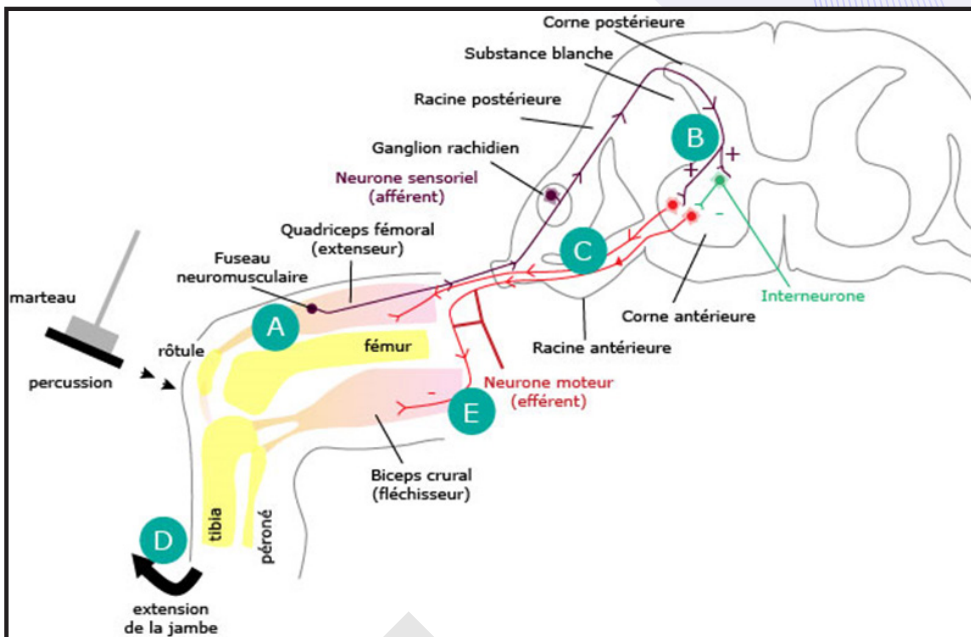 Corne postérieure
Substance blanche
Racine postérieure
Ganglion rachidien
Neurone sensoriel
(afférent)
Quadriceps fémoral
(extenseur)
Fuseau
neuromusculaire
marteau
percussion
rôtule
fémur
A
B
+
+
-
C
Interneurone
Corne antérieure
Racine antérieure
Neurone moteur
(efférent)
-
E
Biceps crural
(fléchisseur)
tibia
péroné
D
extension
de la jambe